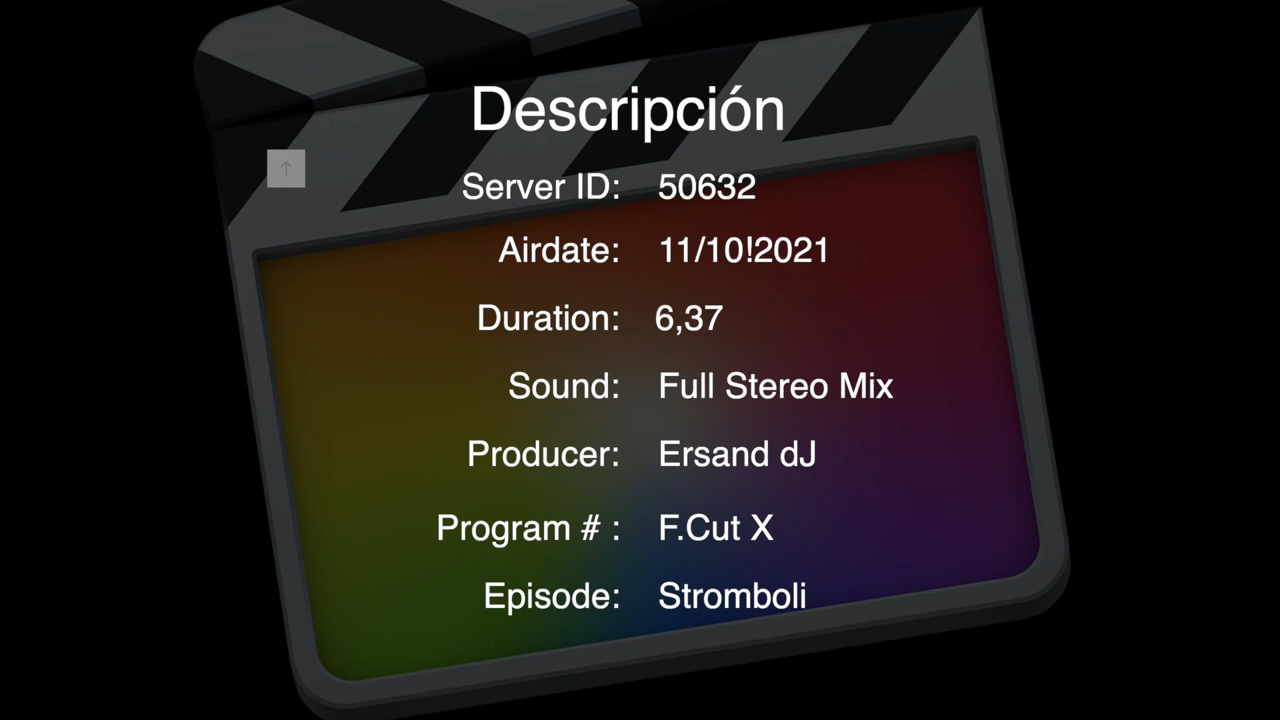 Descripción
Server ID: 50632
Airdate: 11/10!2021
Duration: 6,37
Sound: Full Stereo Mix
Producer: Ersand dJ
Program # : F.Cut X
Episode: Stromboli